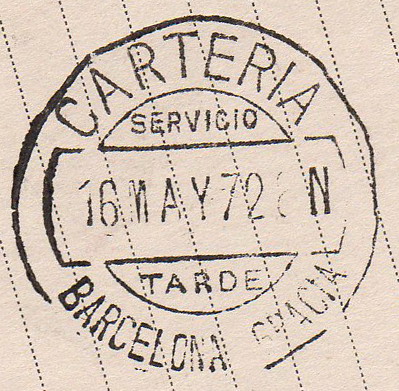 CARTERIA
SERVICIO
16 MAY 72 N
TARDE
BARCELONA GRACIA